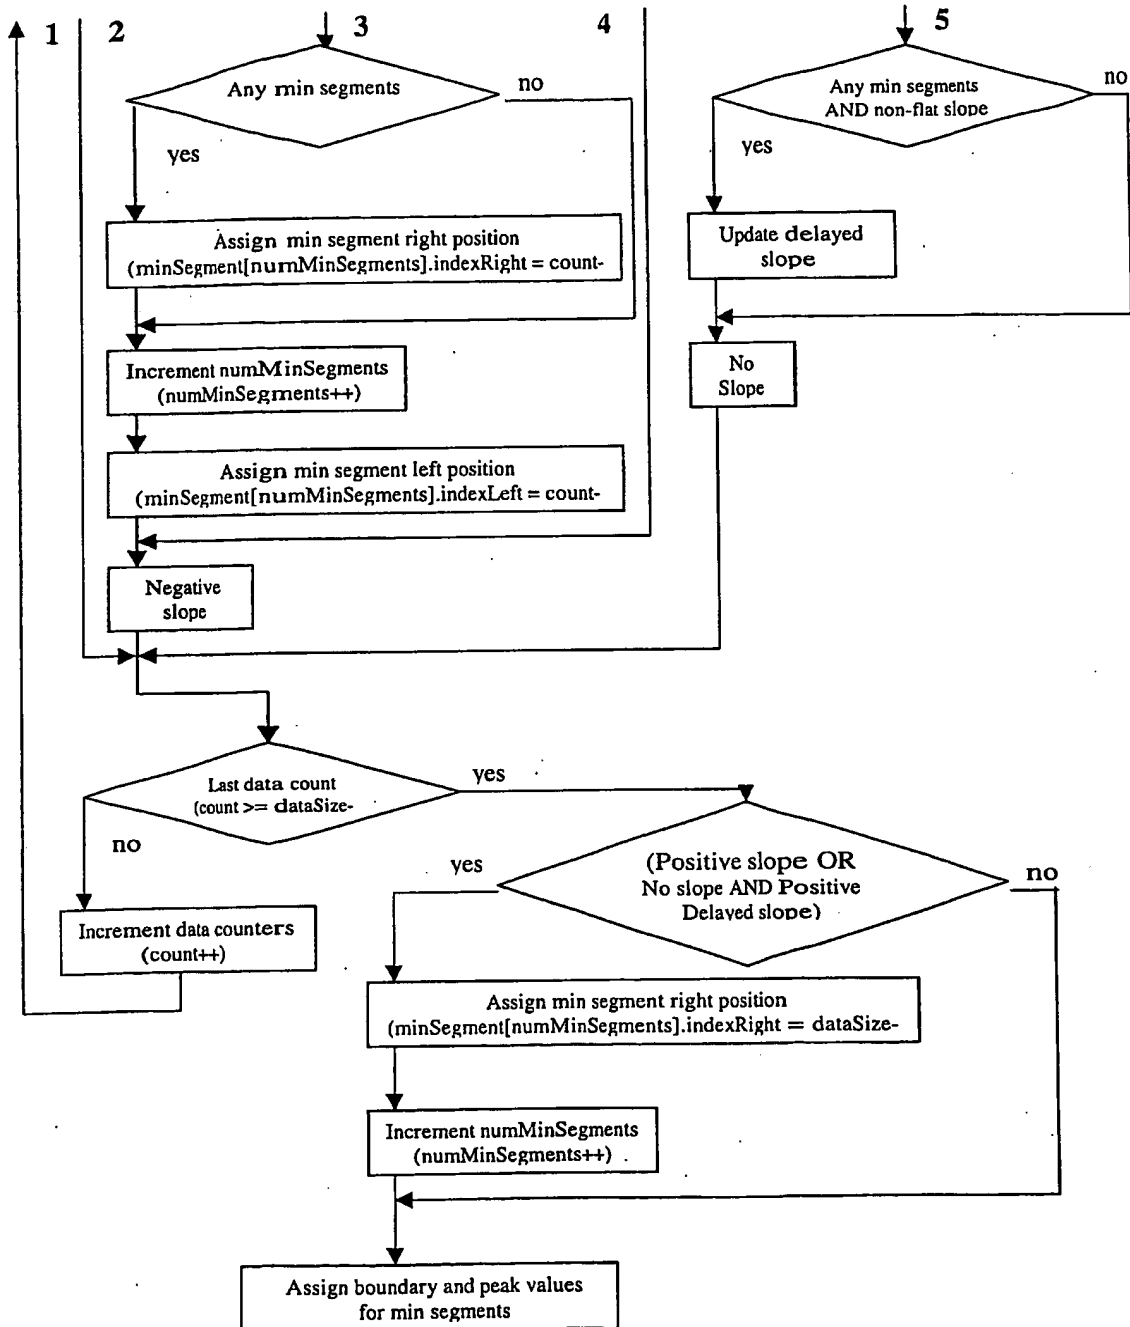 1 2 3 4 5
Any min segments
no
yes
Assign min segment right position
(minSegment[numMinSegments].indexRight = count-
Increment numMinSegments
(numMinSegments++)
Assign min segment left position
(minSegment[numMinSegments].indexLeft = count-
Negative
slope
Any min segments
AND non-flat slope
no
yes
Update delayed
slope
No
Slope
Last data count
(count >= dataSize-
yes
no
Increment data counters
(count++)
(Positive slope OR
No slope AND Positive
Delayed slope)
yes
no
Assign min segment right position
(minSegment[numMinSegments].indexRight = dataSize-
Increment numMinSegments
(numMinSegments++)
Assign boundary and peak values
for min segments